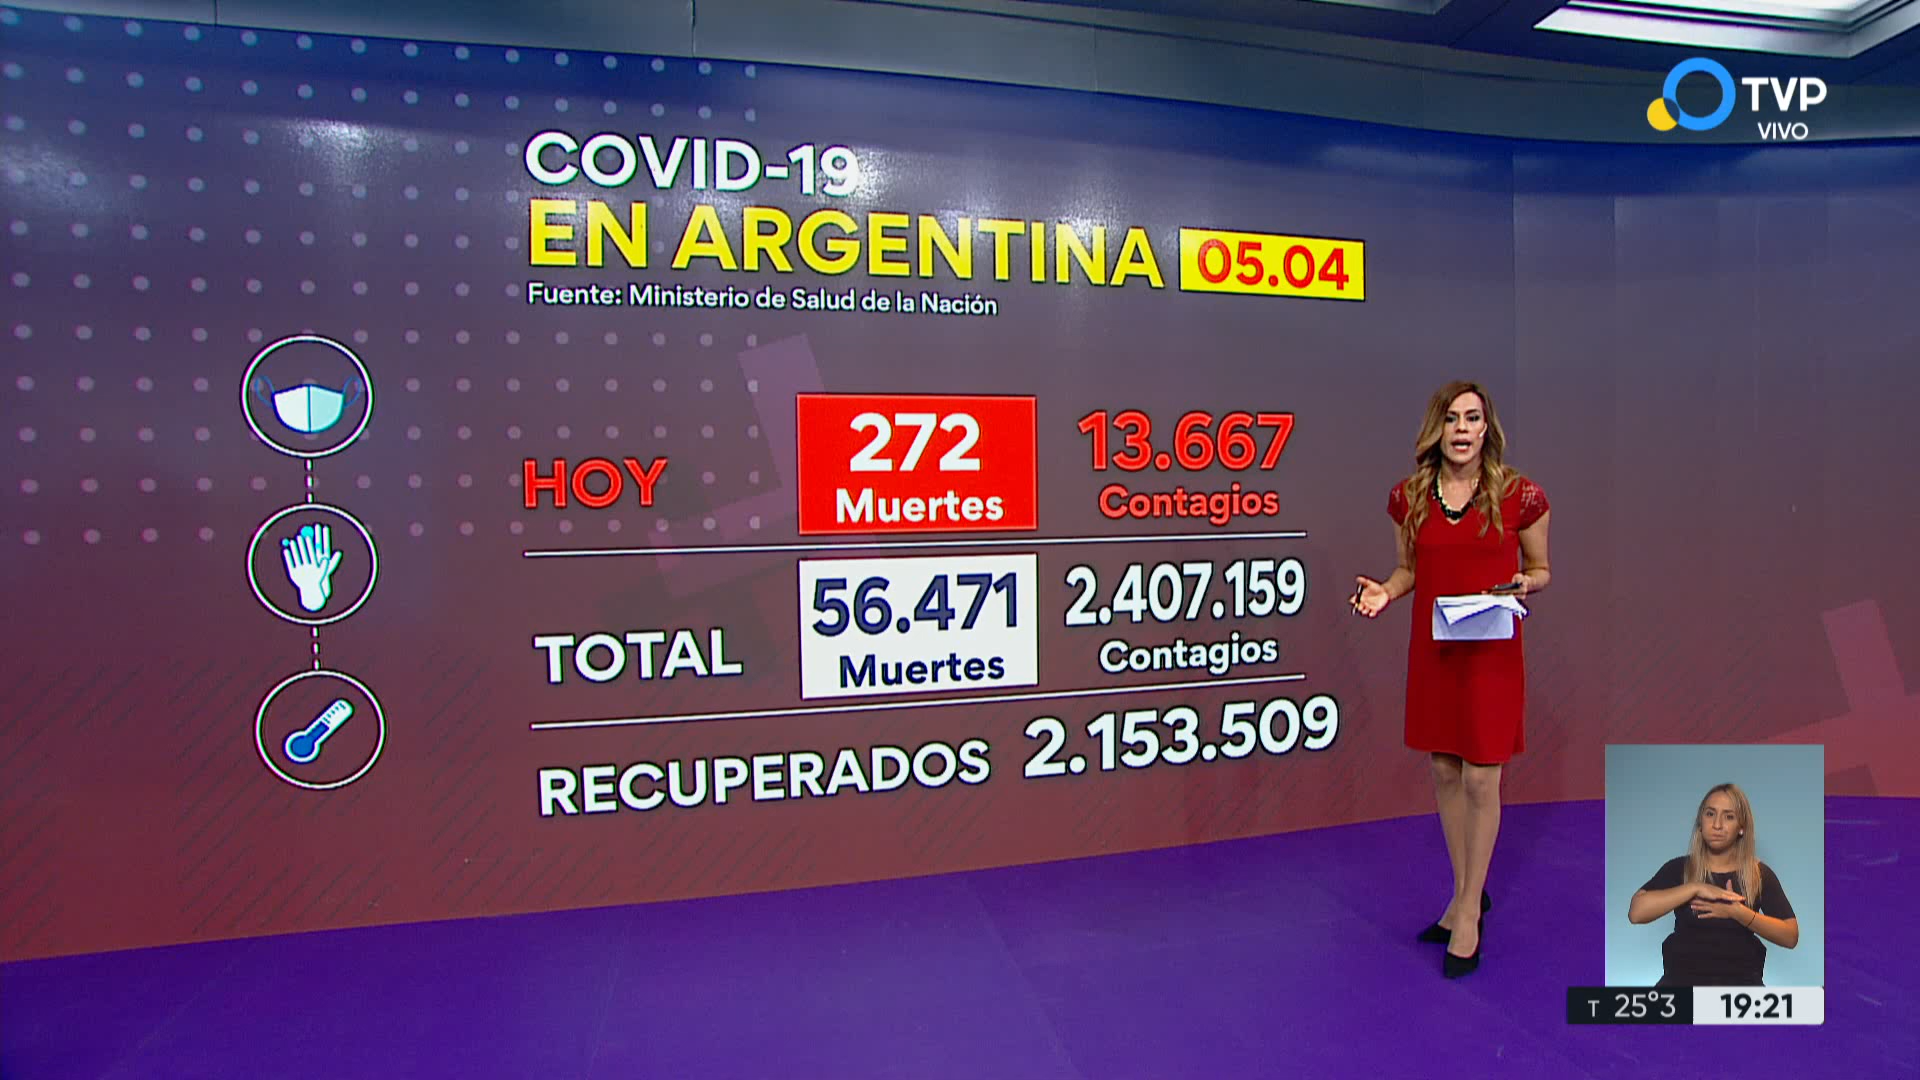 TVP
VIVO
COVID-19
EN ARGENTINA 05.04
Fuente: Ministerio de Salud de la Nación
HOY
272
Muertes
13.667
Contagios
TOTAL
56.471
Muertes
2.407.159
Contagios
RECUPERADOS 2.153.509
T 25°3 19:21